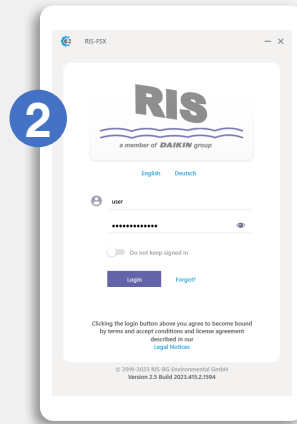 RIS-FSX
2
RIS
a member of DAIKIN group
English Deutsch
user
Do not keep signed in
Login Forgot?
Clicking the login button above you agree to become bound
by terms and accept conditions and license agreement
described in our
Legal Notices
© 2019-2023 RIS-BG Environmental GmbH
Version 2.5 Build 2023.415.2.1594